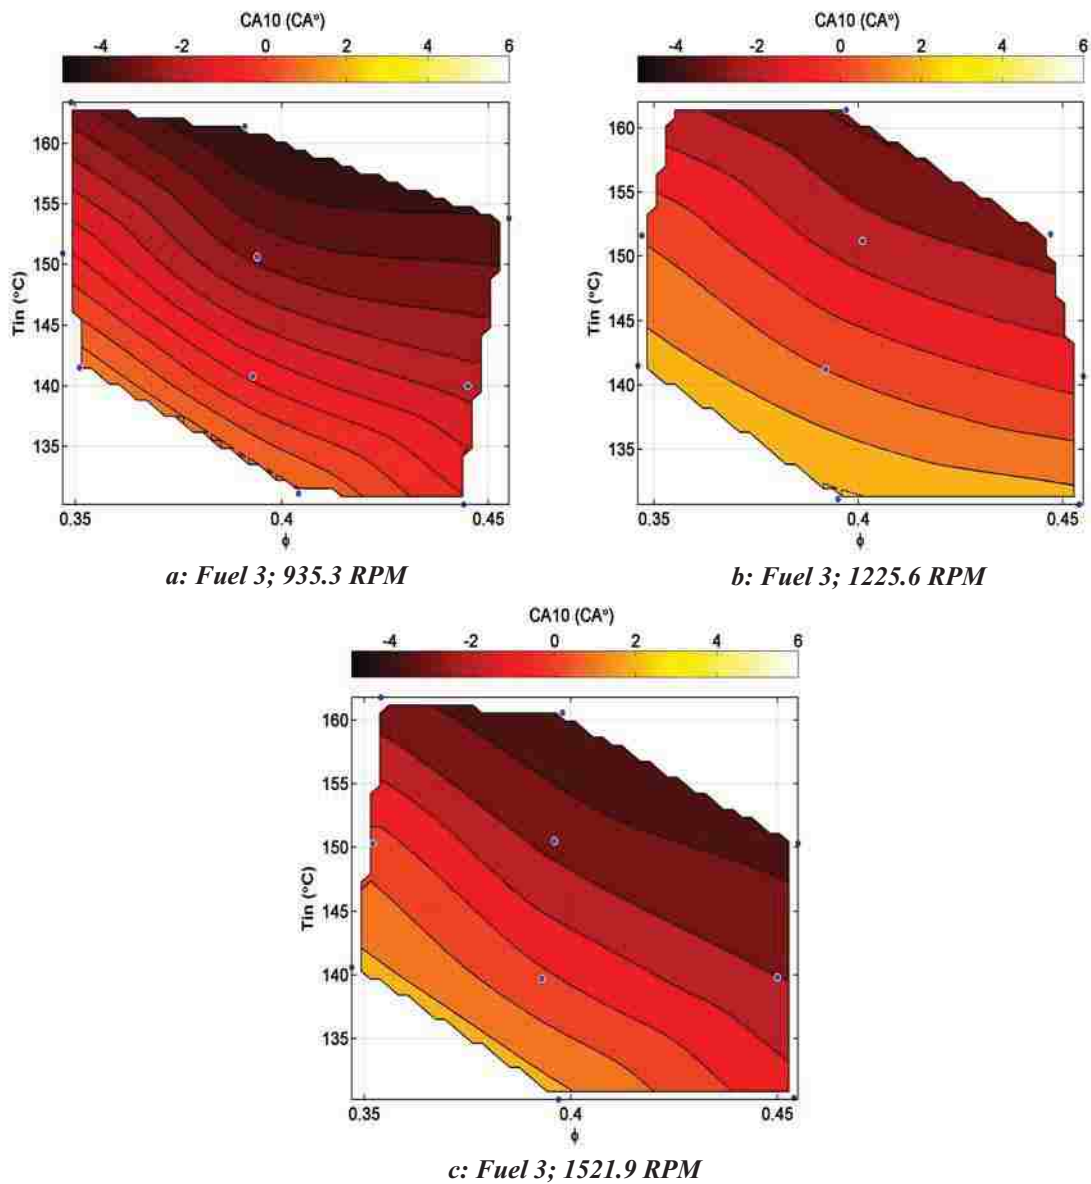 CA10 (CA°)
-4 -2 0 2 4 6
160
155
150
145
140
135
Tin (°C)
0.35 0.4 0.45
ϕ
a: Fuel 3; 935.3 RPM
CA10 (CA°)
-4 -2 0 2 4 6
160
155
150
145
140
135
Tin (°C)
0.35 0.4 0.45
ϕ
b: Fuel 3; 1225.6 RPM
CA10 (CA°)
-4 -2 0 2 4 6
160
155
150
145
140
135
Tin (°C)
0.35 0.4 0.45
ϕ
c: Fuel 3; 1521.9 RPM